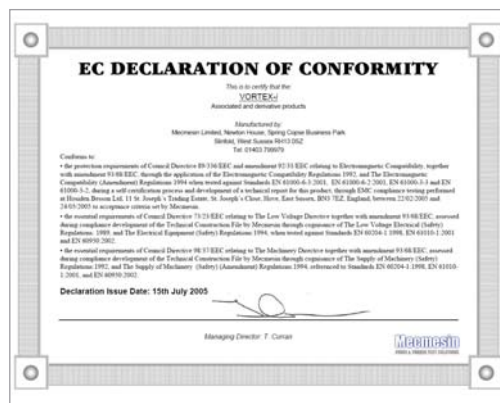 EC DECLARATION OF CONFORMITY
This is to certify that the:
VORTEX-i
Associated and derivative products
Manufactured by:
Mecmesin Limited, Newton House, Spring Copse Business Park
Slinfold, West Sussex RH13 0SZ
Tel: 01403 799979
Conforms to:
• the protection requirements of Council Directive 89/336/EEC and amendment 92/31/EEC relating to Electromagnetic Compatibility, together
with amendment 93/68/EEC, through the application of the Electromagnetic Compatibility Regulations 1992, and The Electromagnetic
Compatibility (Amendment) Regulations 1994 when tested against Standards EN 61000-6-3:2001, EN 61000-6-2:2001, EN 61000-3-3 and EN
61000-3-2, during a self certification process and development of a technical report for this product, through EMC compliance testing performed
at Hursley Benson Ltd, 11 St. Joseph's Trading Estate, St. Joseph's Close, Hove, East Sussex, BN3 7EZ, England, between 22/02/2005 and
24/03/2005 to acceptance criteria set by Mecmesin.
• the essential requirements of Council Directive 73/23/EEC relating to The Low Voltage Directive together with amendment 93/68/EEC, assessed
during compliance development of the Technical Construction File by Mecmesin through cognisance of The Low Voltage Electrical (Safety)
Regulations: 1989, and The Electrical Equipment (Safety) Regulations 1994, when tested against Standards EN 60204-1:1998, EN 61010-1:2001
and EN 60950:2002.
• the essential requirements of Council Directive 98/37/EEC relating to The Machinery Directive together with amendment 93/68/EEC, assessed
during compliance development of the Technical Construction File by Mecmesin through cognisance of The Supply of Machinery (Safety)
Regulations:1992, and The Supply of Machinery (Safety) (Amendment) Regulations 1994, referenced to Standards EN 60204-1:1998, EN 61010-
1:2001, and EN 60950:2002
Declaration Issue Date: 15th July 2005
Managing Director: T. Curran
Mecmesin
FORCE & TORQUE TEST SOLUTIONS